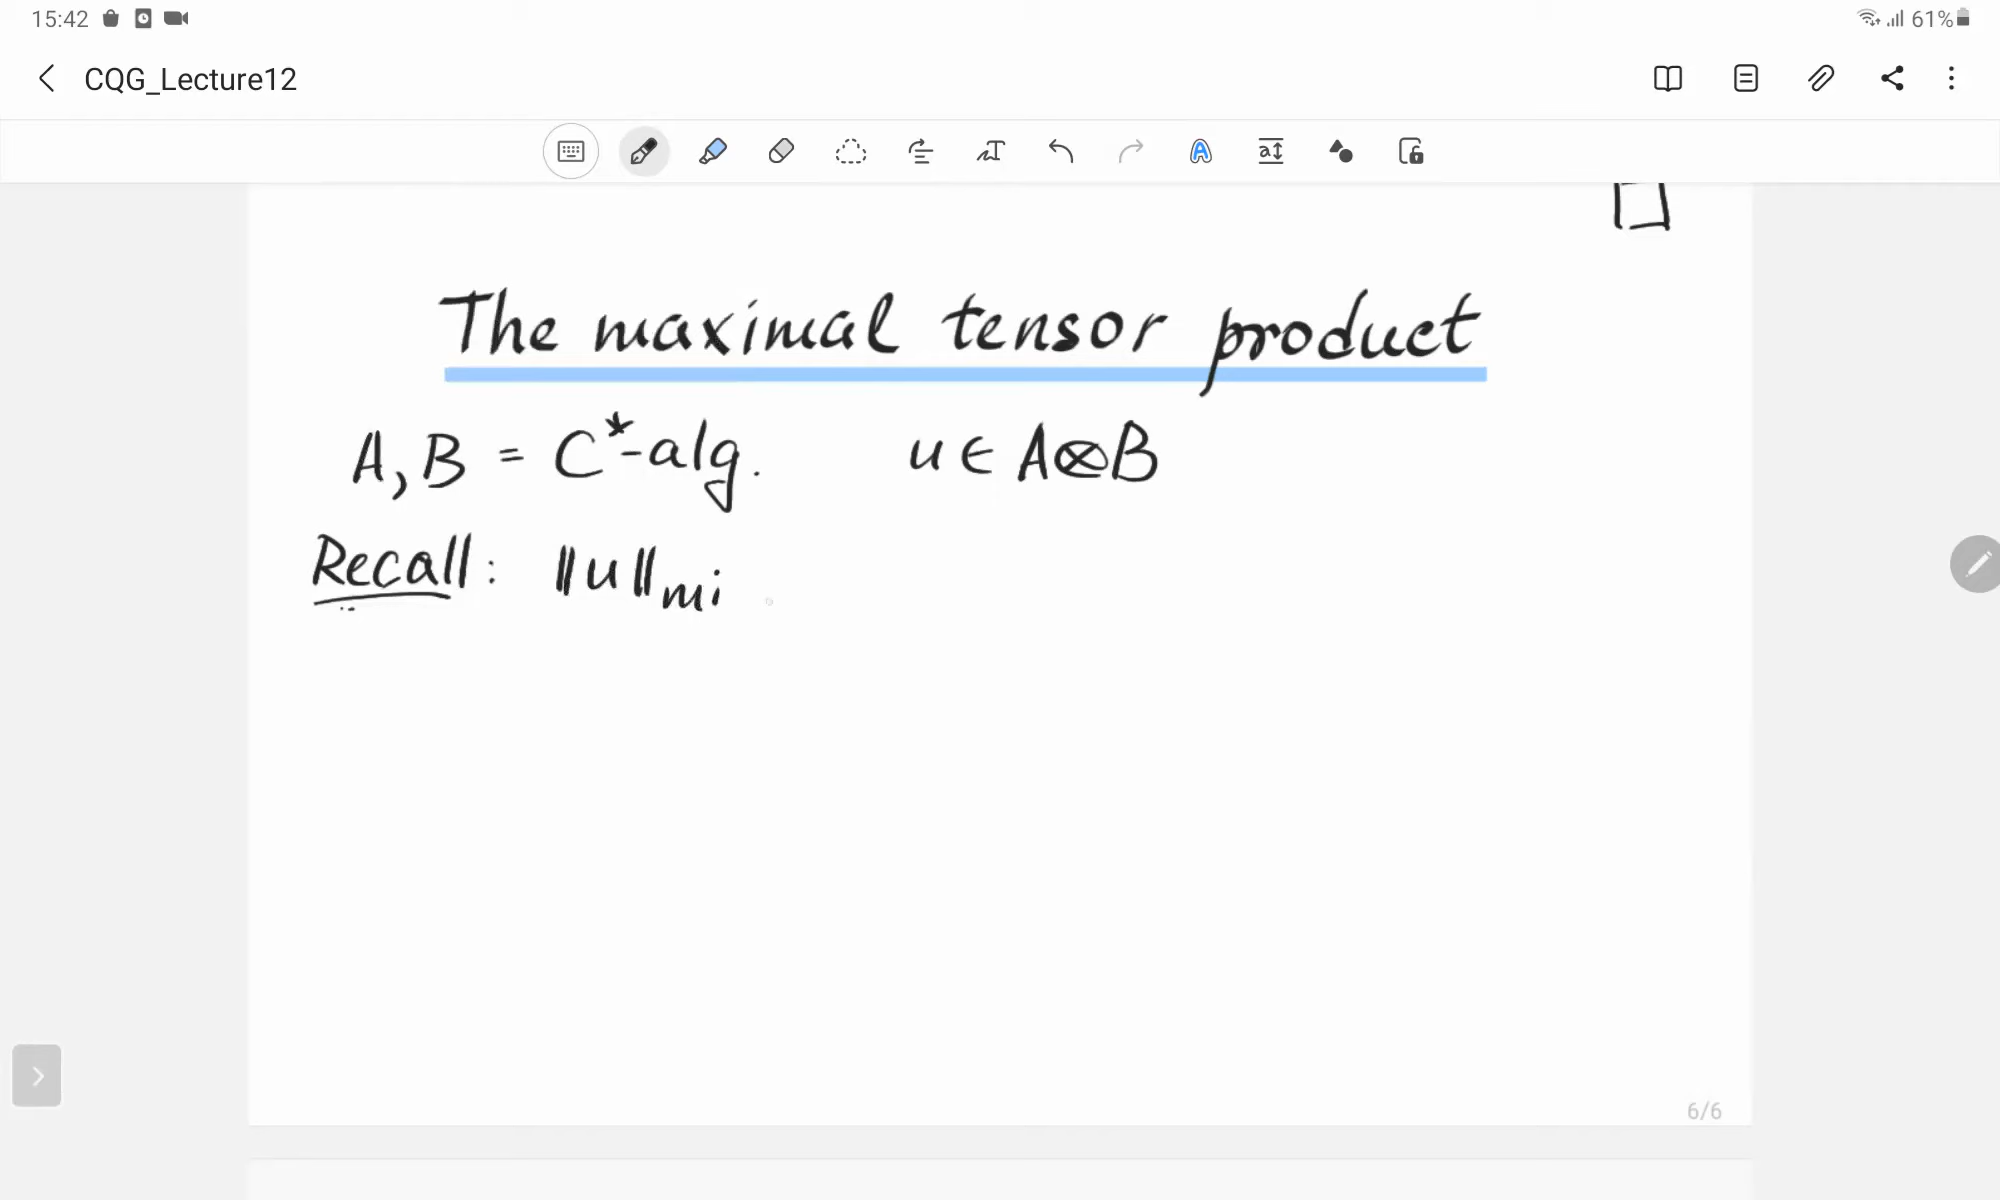 15:42 61%
CQG_Lecture12
The maximal tensor product
A, B = C*-alg. u ∈ A⊗B
Recall: ‖u‖mi
6/6